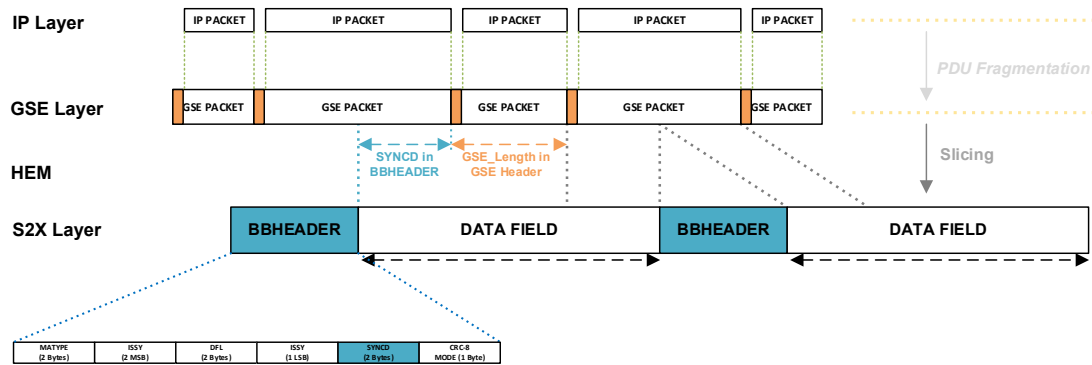 IP Layer
IP PACKET
IP PACKET
IP PACKET
IP PACKET
IP PACKET
PDU Fragmentation
GSE Layer
GSE PACKET
GSE PACKET
GSE PACKET
GSE PACKET
GSE PACKET
SYNCD in
BBHEADER
GSE_Length in
GSE Header
Slicing
HEM
S2X Layer
BBHEADER
DATA FIELD
BBHEADER
DATA FIELD
MATYPE
(2 Bytes)
ISSY
(2 MSB)
DFL
(2 Bytes)
ISSY
(1 LSB)
SYNCD
(2 Bytes)
CRC-8
MODE (1 Byte)